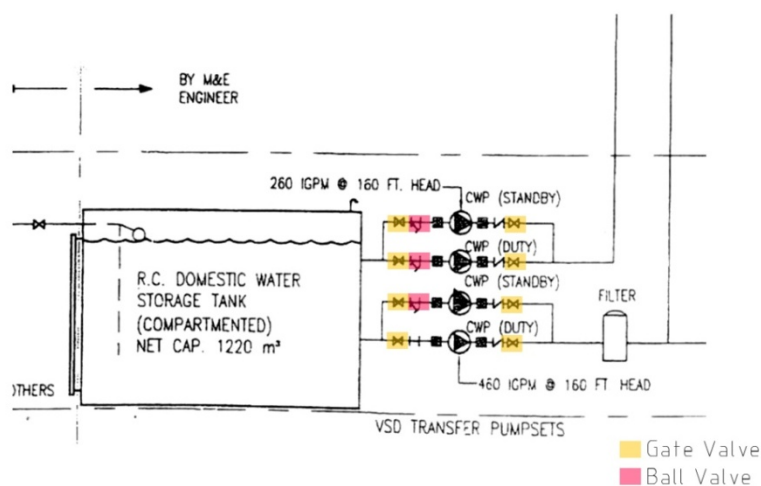 BY M&E
ENGINEER
260 IGPM @ 160 FT. HEAD
CWP (STANDBY)
CWP (DUTY)
CWP (STANDBY)
CWP (DUTY)
R.C. DOMESTIC WATER
STORAGE TANK
(COMPARTMENTED)
NET CAP. 1220 m³
FILTER
OTHERS
460 IGPM @ 160 FT HEAD
VSD TRANSFER PUMPSETS
Gate Valve
Ball Valve